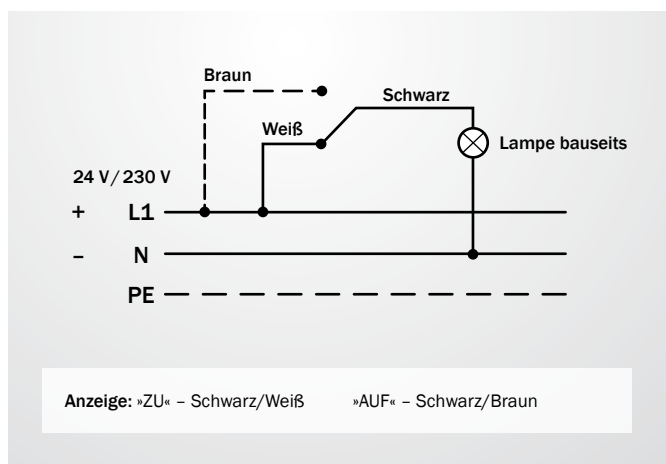 Braun
Schwarz
Weiß
Lampe bauseits
24 V/230 V
+ L1
– N
PE
Anzeige: »ZU« – Schwarz/Weiß »AUF« – Schwarz/Braun